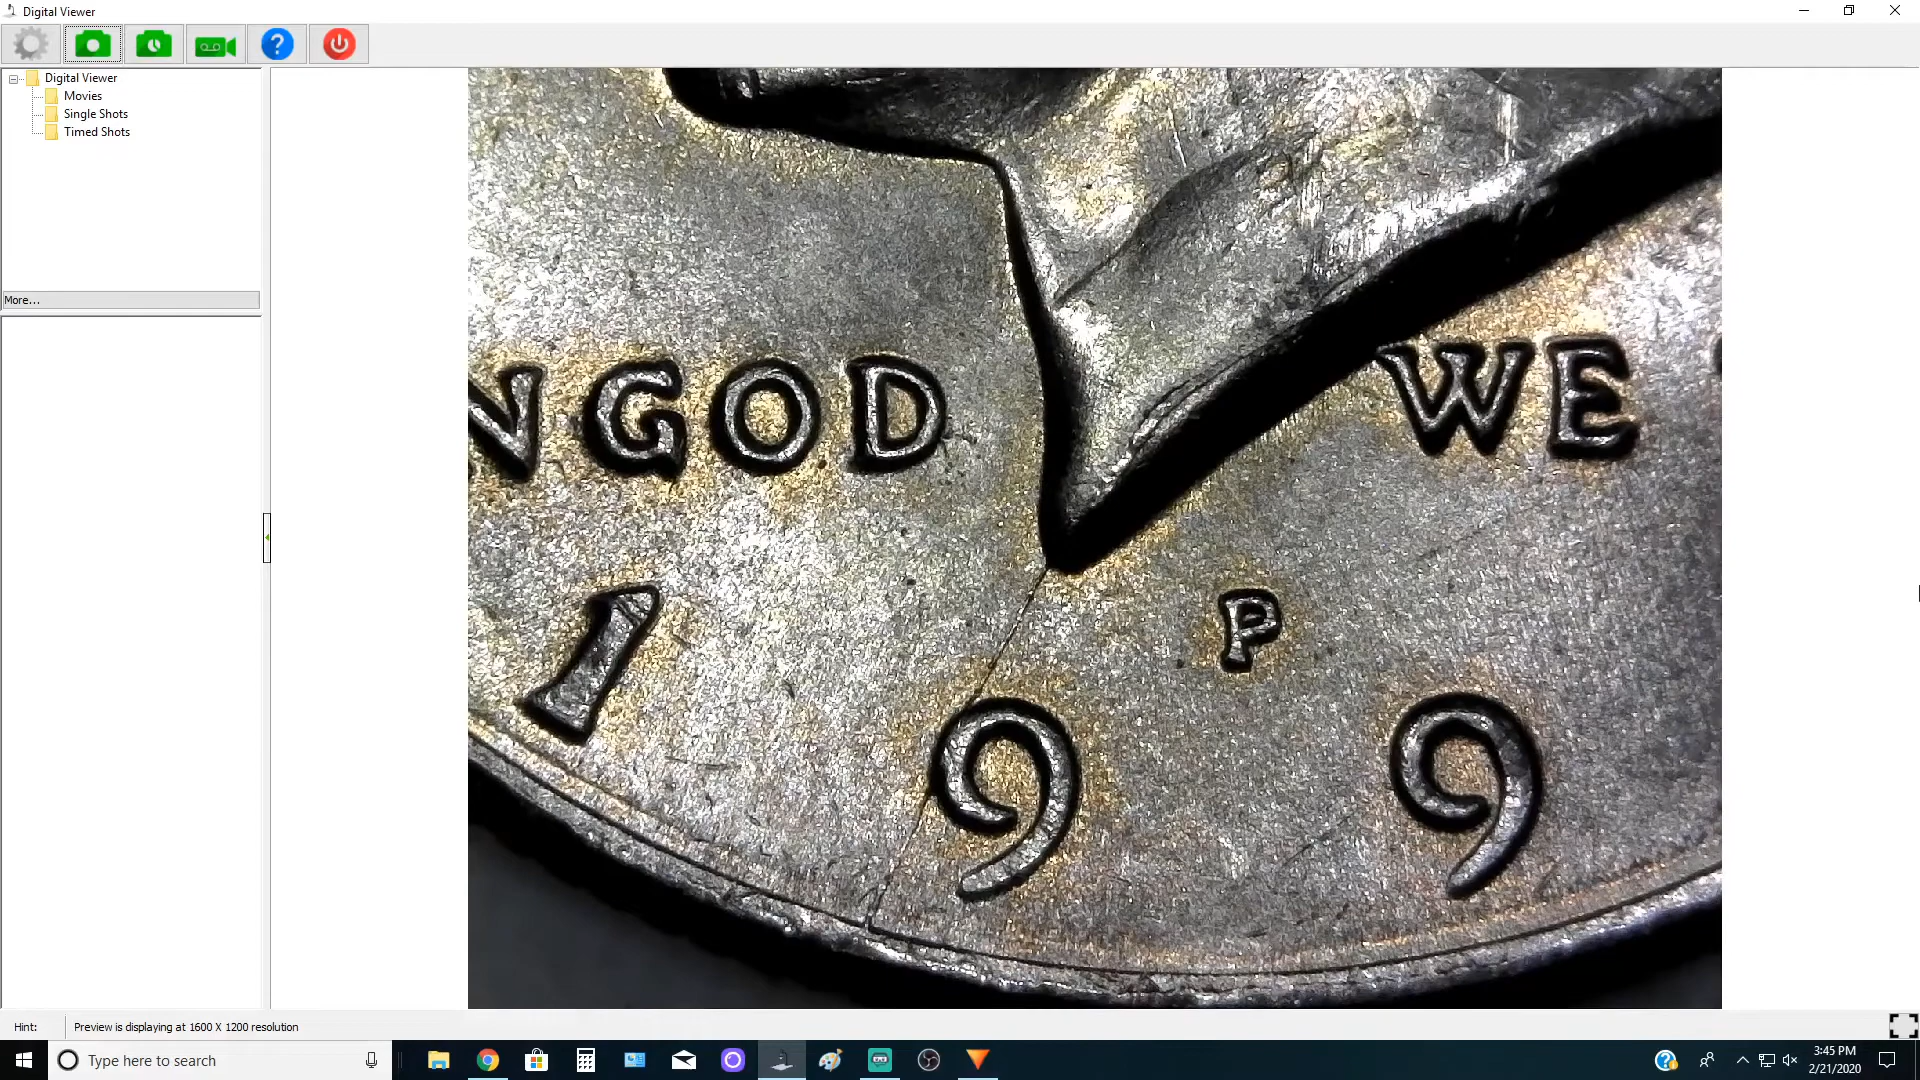 Digital Viewer
Digital Viewer
Movies
Single Shots
Timed Shots
More...
N GOD WE
P
1 9 9
Hint: Preview is displaying at 1600 X 1200 resolution
Type here to search
3:45 PM
2/21/2020